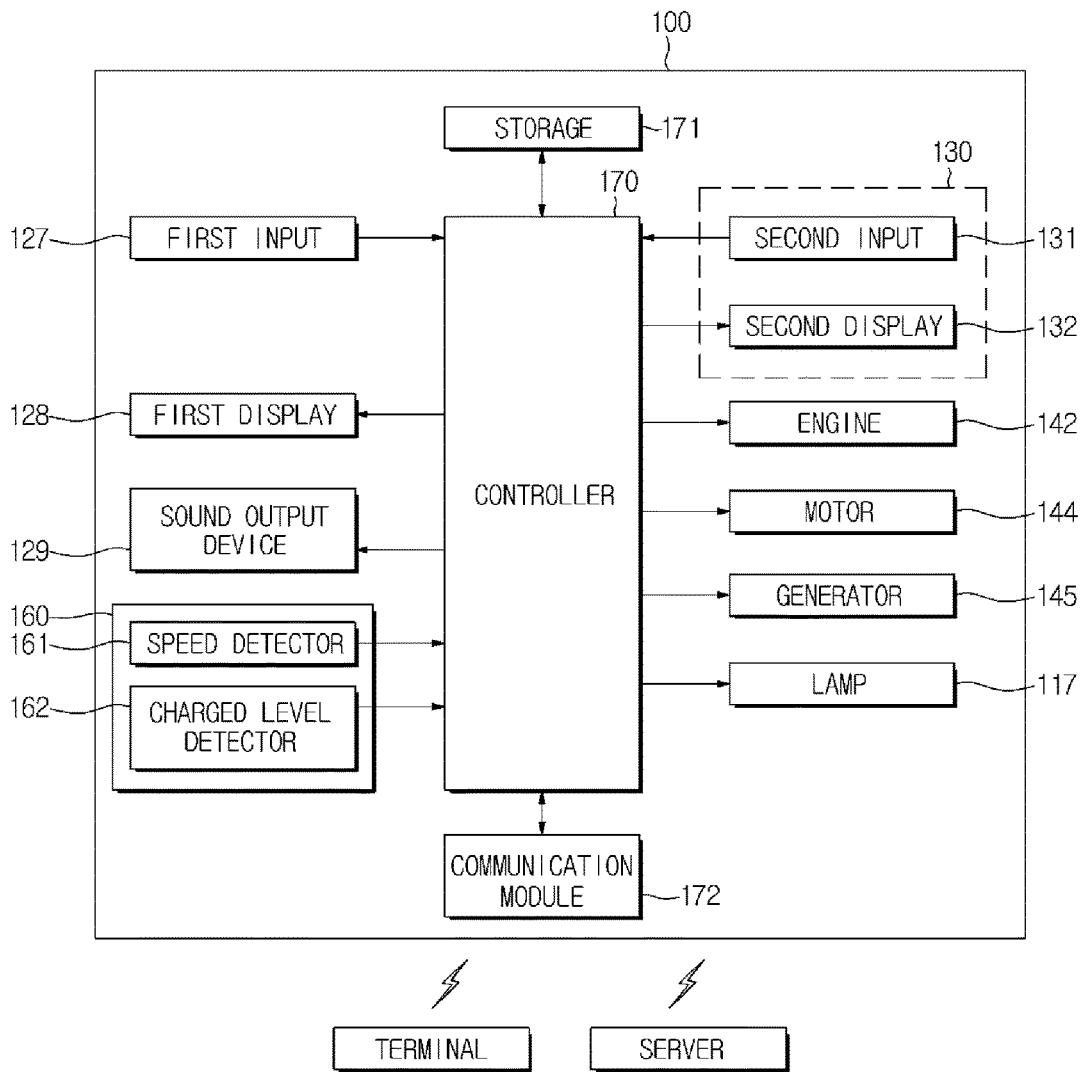 100
STORAGE
171
130
170
127
FIRST INPUT
SECOND INPUT
131
SECOND DISPLAY
132
128
FIRST DISPLAY
ENGINE
142
CONTROLLER
SOUND OUTPUT
DEVICE
129
MOTOR
144
160
GENERATOR
145
161
SPEED DETECTOR
162
CHARGED LEVEL
DETECTOR
LAMP
117
COMMUNICATION
MODULE
172
TERMINAL
SERVER